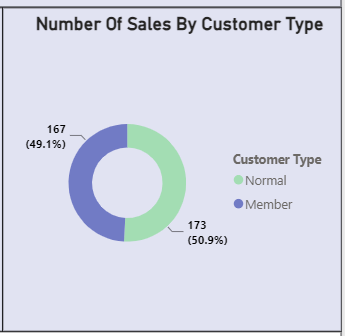 Number Of Sales By Customer Type
167
(49.1%)
Customer Type
Normal
Member
173
(50.9%)